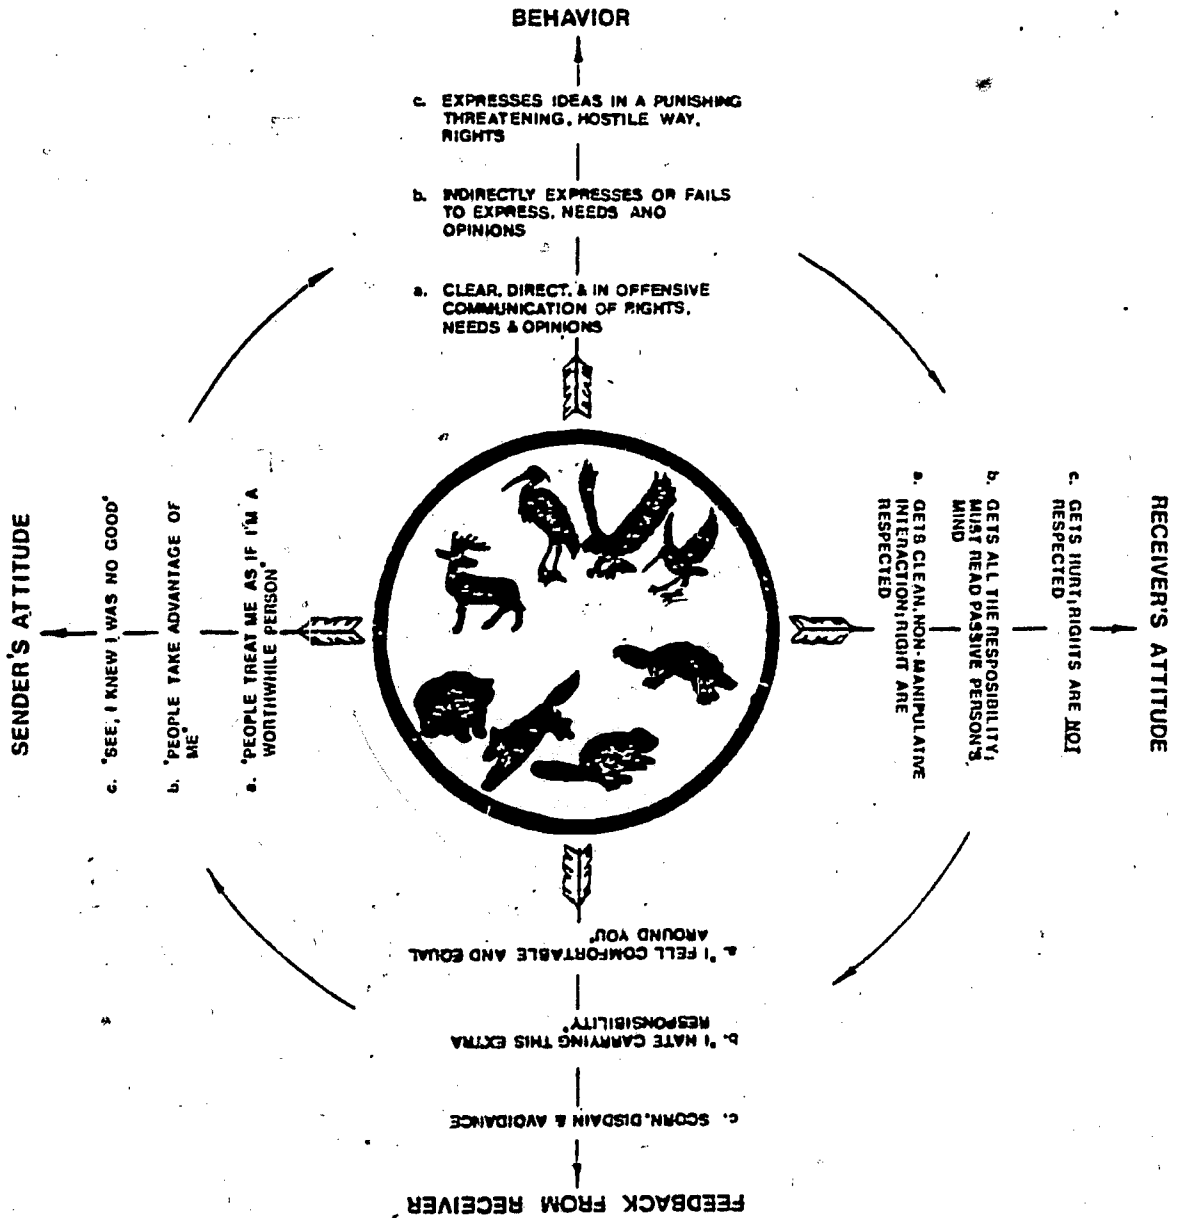 BEHAVIOR
c. EXPRESSES IDEAS IN A PUNISHING
THREATENING, HOSTILE WAY,
RIGHTS
b. INDIRECTLY EXPRESSES OR FAILS
TO EXPRESS, NEEDS AND
OPINIONS
a. CLEAR, DIRECT, & IN OFFENSIVE
COMMUNICATION OF RIGHTS,
NEEDS & OPINIONS
RECEIVER'S ATTITUDE
c. GETS HURT, RIGHTS ARE NOT
RESPECTED
b. GETS ALL THE RESPOSIBILITY;
MUST READ PASSIVE PERSON'S,
MIND
a. GETS CLEAN, NON-MANIPULATIVE
INTERACTION; RIGHT ARE
RESPECTED
a. "I FELL COMFORTABLE AND EQUAL
AROUND YOU"
b. "I HATE CARRYING THIS EXTRA
RESPONSIBILITY"
c. SCORN, DISDAIN & AVOIDANCE
FEEDBACK FROM RECEIVER
SENDER'S ATTITUDE
c. "SEE, I KNEW I WAS NO GOOD"
b. "PEOPLE TAKE ADVANTAGE OF
ME"
a. "PEOPLE TREAT ME AS IF I'M A
WORTHWHILE PERSON"